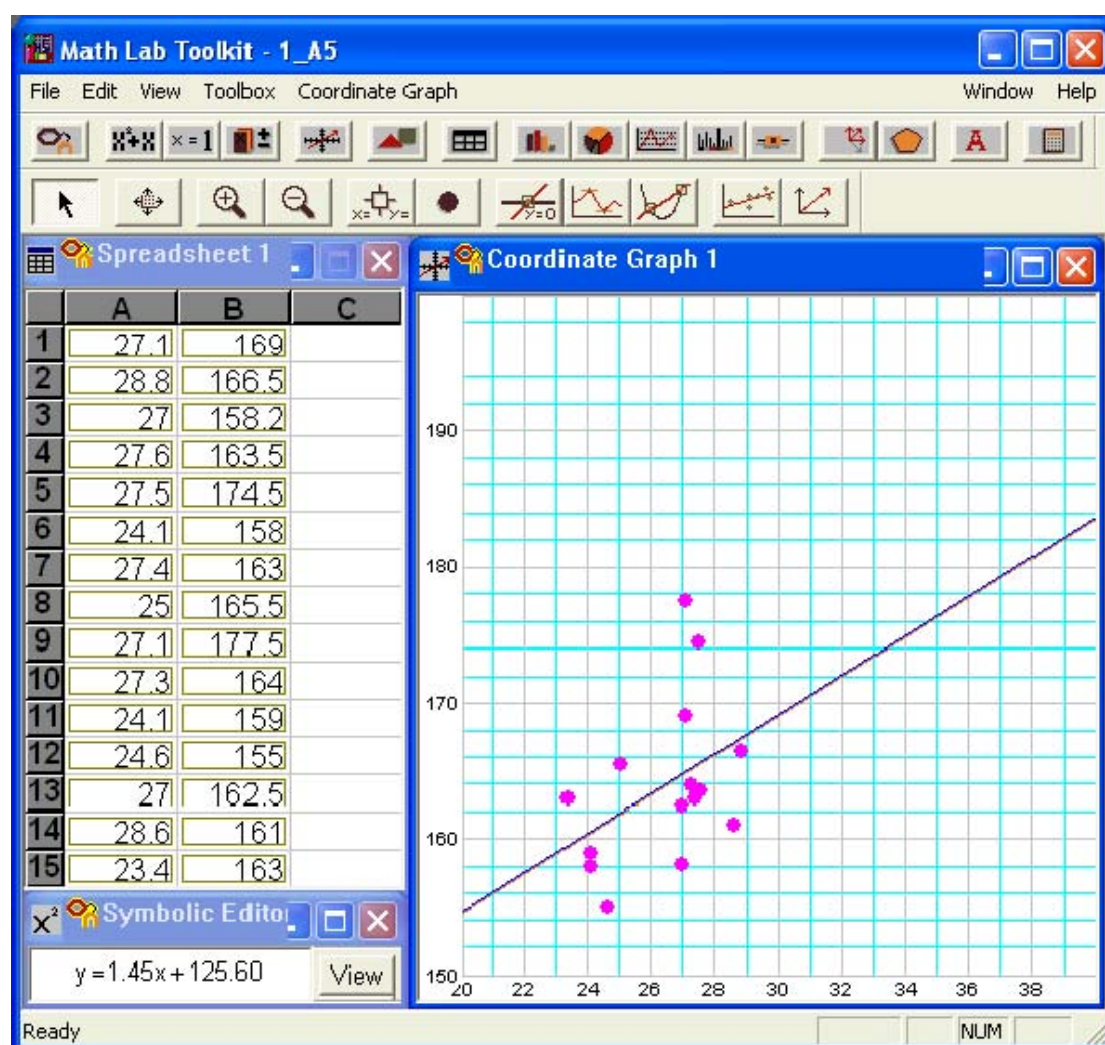 Math Lab Toolkit - 1_A5
File Edit View Toolbox Coordinate Graph Window Help
X²+X x=1 ± A
x= y= y=0
Spreadsheet 1
A B C
1 27.1 169
2 28.8 166.5
3 27 158.2
4 27.6 163.5
5 27.5 174.5
6 24.1 158
7 27.4 163
8 25 165.5
9 27.1 177.5
10 27.3 164
11 24.1 159
12 24.6 155
13 27 162.5
14 28.6 161
15 23.4 163
x² Symbolic Edito
y=1.45x+125.60 View
Coordinate Graph 1
190
180
170
160
150
20 22 24 26 28 30 32 34 36 38
Ready NUM